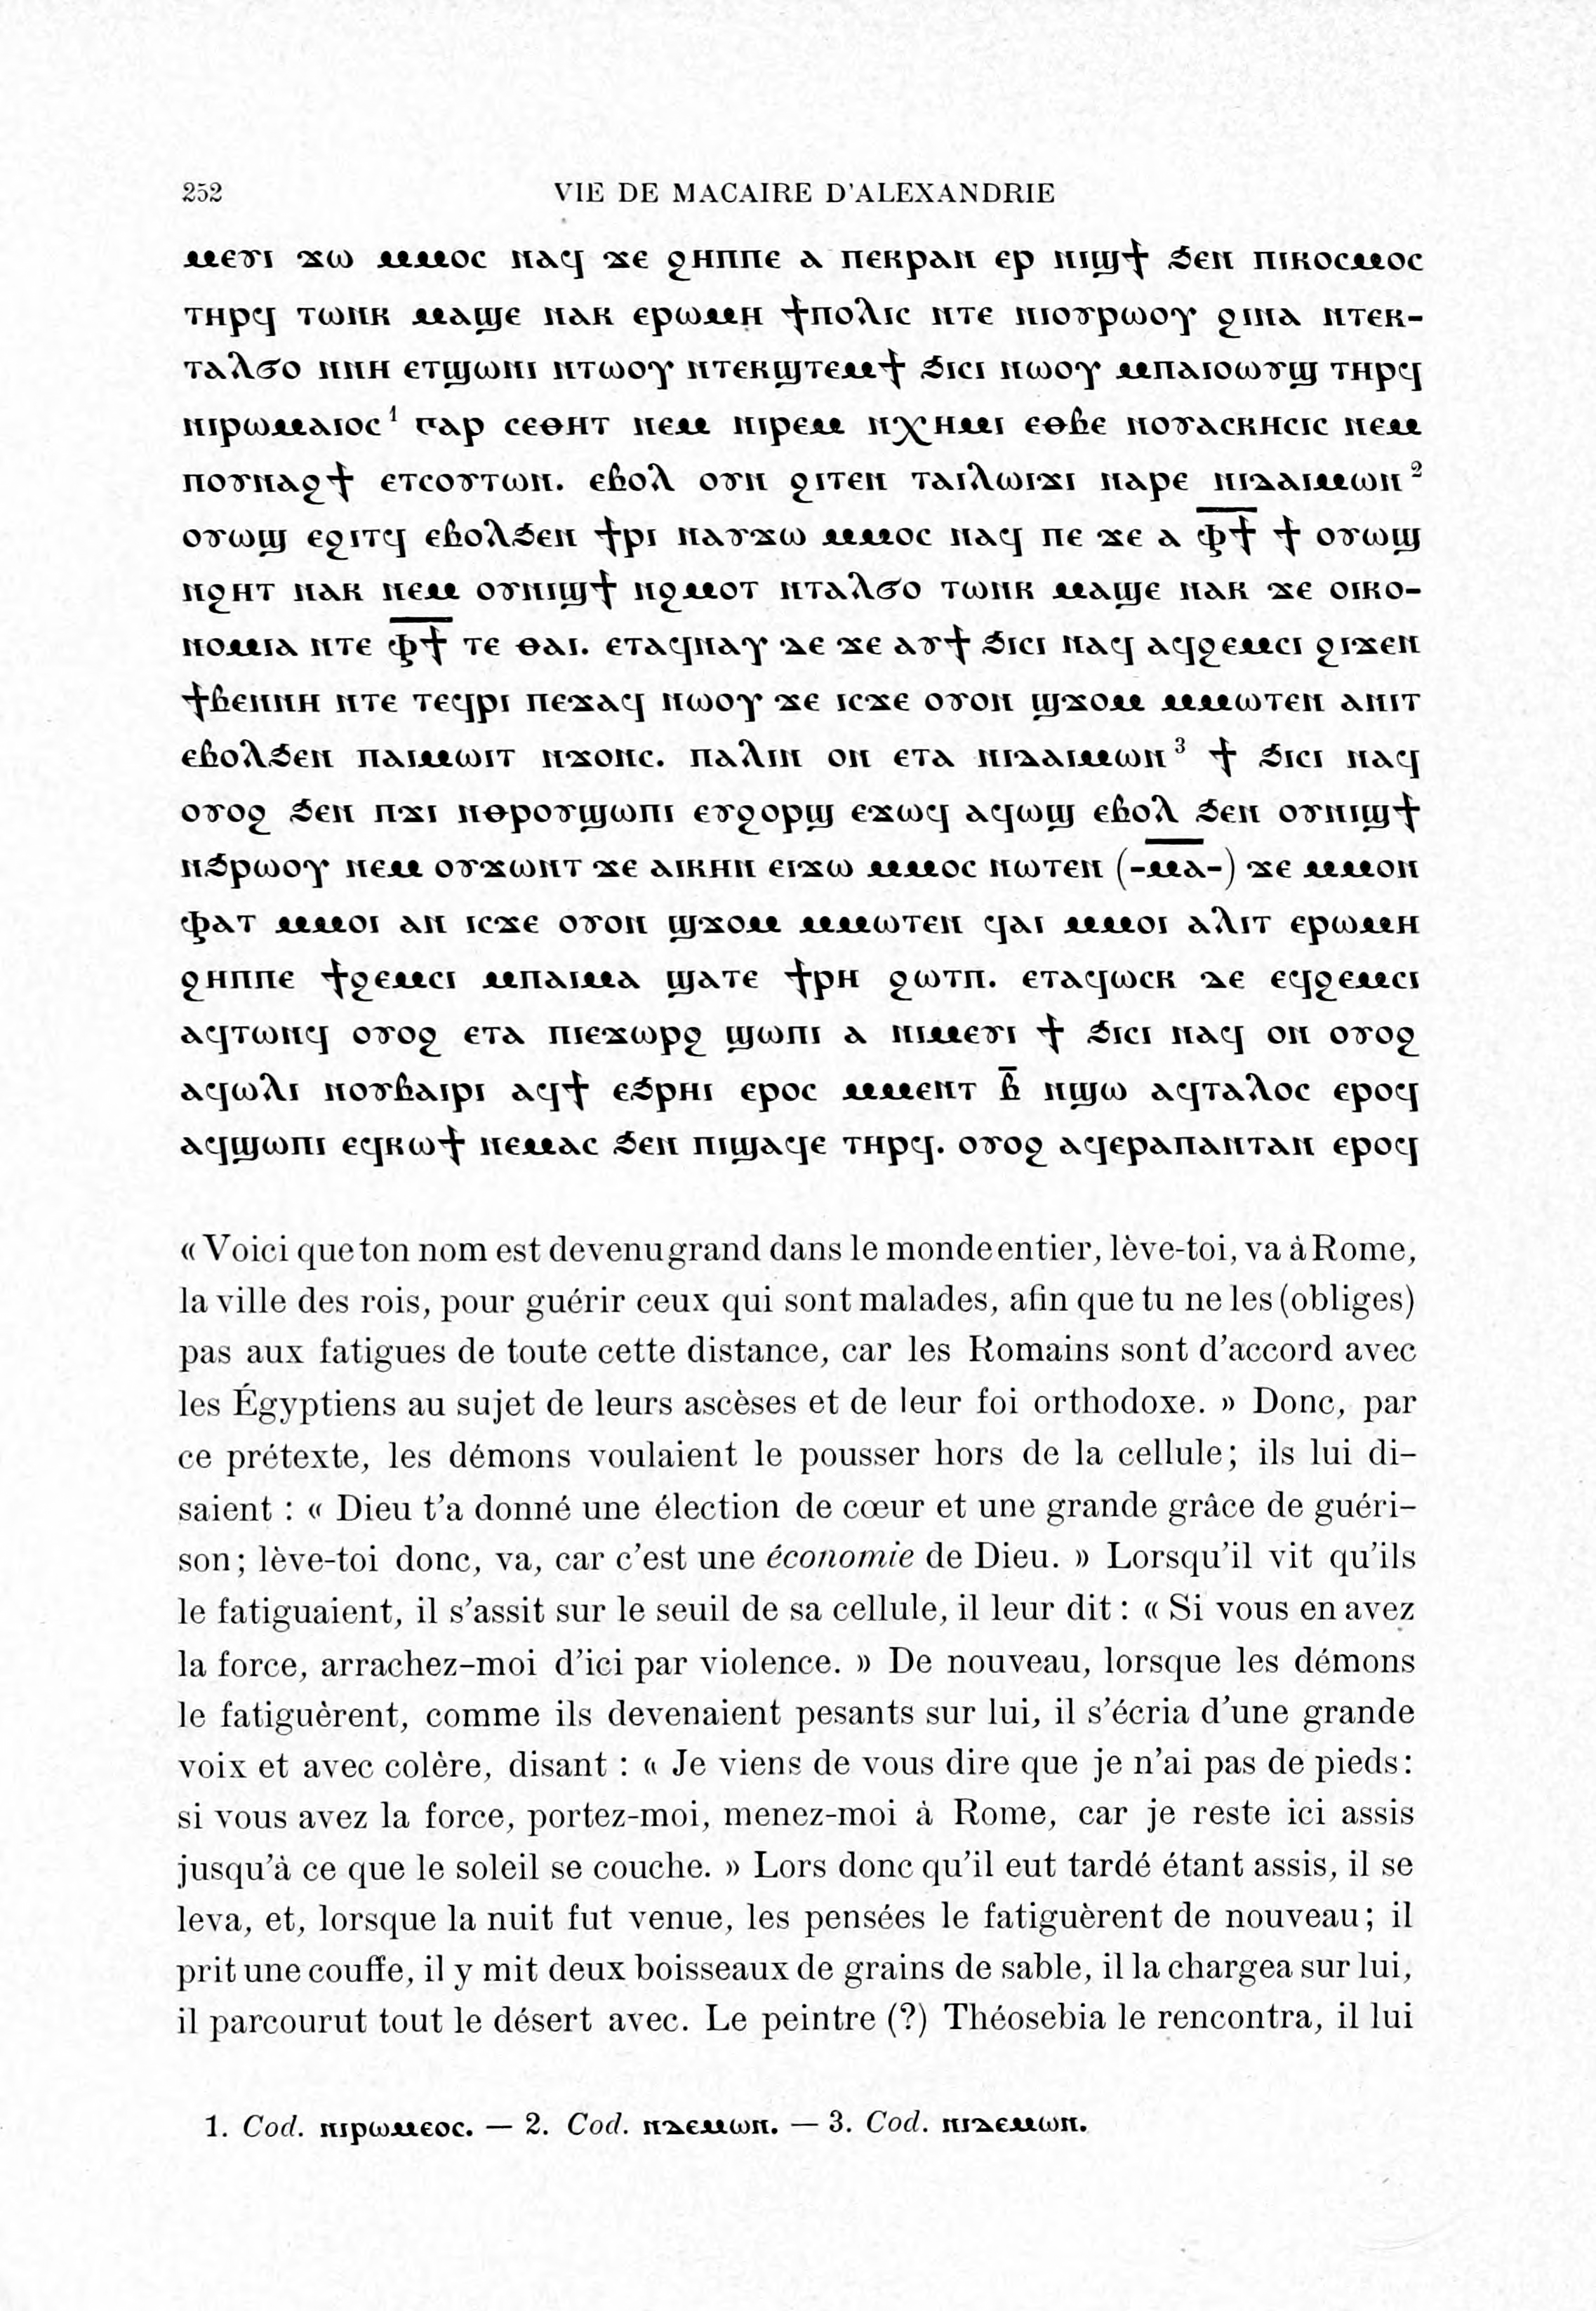 252 VIE DE MACAIRE D'ALEXANDRIE
ⲙⲉⲩⲓ ϫⲱ ⲙⲙⲟⲥ ⲛⲁϥ ϫⲉ ϩⲏⲡⲡⲉ ⲁ ⲡⲉⲕⲣⲁⲛ ⲉⲣ ⲛⲓϣϯ ϧⲉⲛ ⲡⲓⲕⲟⲥⲙⲟⲥ
ⲧⲏⲣϥ ⲧⲱⲛⲕ ⲙⲁϣⲉ ⲛⲁⲕ ⲉⲣⲱⲙⲏ ϯⲡⲟⲗⲓⲥ ⲛⲧⲉ ⲛⲓⲟⲩⲣⲱⲟⲩ ϩⲓⲛⲁ ⲛⲧⲉⲕ-
ⲧⲁⲗϭⲟ ⲛⲛⲏ ⲉⲧϣⲱⲛⲓ ⲛⲧⲱⲟⲩ ⲛⲧⲉⲕϣⲧⲉⲙϯ ϧⲓⲥⲓ ⲛⲱⲟⲩ ⲙⲡⲁⲓⲟⲩⲱⲩϣ ⲧⲏⲣϥ
ⲛⲓⲣⲱⲙⲁⲓⲟⲥ¹ ⲅⲁⲣ ⲥⲉⲑⲏⲧ ⲛⲉⲙ ⲛⲓⲣⲉⲙ ⲛⲭⲏⲙⲓ ⲉⲑⲃⲉ ⲛⲟⲩⲁⲥⲕⲏⲥⲓⲥ ⲛⲉⲙ
ⲡⲟⲩⲛⲁϩϯ ⲉⲧⲥⲟⲩⲧⲱⲛ. ⲉⲃⲟⲗ ⲟⲩⲛ ϩⲓⲧⲉⲛ ⲧⲁⲓⲗⲱⲓϫⲓ ⲛⲁⲣⲉ ⲛⲓⲇⲁⲓⲙⲱⲛ²
ⲟⲩⲱϣ ⲉϩⲓⲧϥ ⲉⲃⲟⲗϧⲉⲛ ϯⲣⲓ ⲛⲁⲩϫⲱ ⲙⲙⲟⲥ ⲛⲁϥ ⲡⲉ ϫⲉ ⲁ ⲫ̅ϯ̅ ϯ ⲟⲩⲱϣ
ⲛϩⲏⲧ ⲛⲁⲕ ⲛⲉⲙ ⲟⲩⲛⲓϣϯ ⲛϩⲙⲟⲧ ⲛⲧⲁⲗϭⲟ ⲧⲱⲛⲕ ⲙⲁϣⲉ ⲛⲁⲕ ϫⲉ ⲟⲓⲕⲟ-
ⲛⲟⲙⲓⲁ ⲛⲧⲉ ⲫ̅ϯ̅ ⲧⲉ ⲑⲁⲓ. ⲉⲧⲁϥⲛⲁⲩ ⲇⲉ ϫⲉ ⲁⲩϯ ϧⲓⲥⲓ ⲛⲁϥ ⲁϥϩⲉⲙⲥⲓ ϩⲓϫⲉⲛ
ϯⲃⲉⲛⲛⲏ ⲛⲧⲉ ⲧⲉϥⲣⲓ ⲡⲉϫⲁϥ ⲛⲱⲟⲩ ϫⲉ ⲓⲥϫⲉ ⲟⲩⲟⲛ ϣϫⲟⲙ ⲙⲙⲱⲧⲉⲛ ⲁⲛⲓⲧ
ⲉⲃⲟⲗϧⲉⲛ ⲡⲁⲓⲙⲱⲓⲧ ⲛϫⲟⲛⲥ. ⲡⲁⲗⲓⲛ ⲟⲛ ⲉⲧⲁ ⲛⲓⲇⲁⲓⲙⲱⲛ³ ϯ ϧⲓⲥⲓ ⲛⲁϥ
ⲟⲩⲟϩ ϧⲉⲛ ⲡϫⲓ ⲛⲑⲣⲟⲩϣⲱⲡⲓ ⲉⲩϩⲟⲣϣ ⲉϫⲱϥ ⲁϥⲱϣ ⲉⲃⲟⲗ ϧⲉⲛ ⲟⲩⲛⲓϣϯ
ⲛϧⲣⲱⲟⲩ ⲛⲉⲙ ⲟⲩϫⲱⲛⲧ ϫⲉ ⲁⲓⲕⲏⲛ ⲉⲓϫⲱ ⲙⲙⲟⲥ ⲛⲱⲧⲉⲛ (-ⲙ̅ⲁ̅-) ϫⲉ ⲙⲙⲟⲛ
ⲫⲁⲧ ⲙⲙⲟⲓ ⲁⲛ ⲓⲥϫⲉ ⲟⲩⲟⲛ ϣϫⲟⲙ ⲙⲙⲱⲧⲉⲛ ϥⲁⲓ ⲙⲙⲟⲓ ⲁⲗⲓⲧ ⲉⲣⲱⲙⲏ
ϩⲏⲡⲡⲉ ϯϩⲉⲙⲥⲓ ⲙⲡⲁⲓⲙⲁ ϣⲁⲧⲉ ϯⲣⲏ ϩⲱⲧⲡ. ⲉⲧⲁϥⲱⲥⲕ ⲇⲉ ⲉϥϩⲉⲙⲥⲓ
ⲁϥⲧⲱⲛϥ ⲟⲩⲟϩ ⲉⲧⲁ ⲡⲓⲉϫⲱⲣϩ ϣⲱⲡⲓ ⲁ ⲛⲓⲙⲉⲩⲓ ϯ ϧⲓⲥⲓ ⲛⲁϥ ⲟⲛ ⲟⲩⲟϩ
ⲁϥⲱⲗⲓ ⲛⲟⲩⲃⲁⲓⲣⲓ ⲁϥϯ ⲉϧⲣⲏⲓ ⲉⲣⲟⲥ ⲙⲙⲉⲛⲧ ⲃ̅ ⲛϣⲱ ⲁϥⲧⲁⲗⲟⲥ ⲉⲣⲟϥ
ⲁϥϣⲱⲡⲓ ⲉϥⲕⲱϯ ⲛⲉⲙⲁⲥ ϧⲉⲛ ⲡⲓϣⲁϥⲉ ⲧⲏⲣϥ. ⲟⲩⲟϩ ⲁϥⲉⲣⲁⲡⲁⲛⲧⲁⲛ ⲉⲣⲟϥ
« Voici que ton nom est devenu grand dans le monde entier, lève-toi, va à Rome,
la ville des rois, pour guérir ceux qui sont malades, afin que tu ne les (obliges)
pas aux fatigues de toute cette distance, car les Romains sont d'accord avec
les Égyptiens au sujet de leurs ascèses et de leur foi orthodoxe. » Donc, par
ce prétexte, les démons voulaient le pousser hors de la cellule; ils lui di-
saient : « Dieu t'a donné une élection de cœur et une grande grâce de guéri-
son; lève-toi donc, va, car c'est une économie de Dieu. » Lorsqu'il vit qu'ils
le fatiguaient, il s'assit sur le seuil de sa cellule, il leur dit : « Si vous en avez
la force, arrachez-moi d'ici par violence. » De nouveau, lorsque les démons
le fatiguèrent, comme ils devenaient pesants sur lui, il s'écria d'une grande
voix et avec colère, disant : « Je viens de vous dire que je n'ai pas de pieds:
si vous avez la force, portez-moi, menez-moi à Rome, car je reste ici assis
jusqu'à ce que le soleil se couche. » Lors donc qu'il eut tardé étant assis, il se
leva, et, lorsque la nuit fut venue, les pensées le fatiguèrent de nouveau; il
prit une couffe, il y mit deux boisseaux de grains de sable, il la chargea sur lui,
il parcourut tout le désert avec. Le peintre (?) Théosebia le rencontra, il lui
1. Cod. ⲛⲓⲣⲱⲙⲉⲟⲥ. — 2. Cod. ⲛⲇⲉⲙⲱⲛ. — 3. Cod. ⲛⲓⲇⲉⲙⲱⲛ.